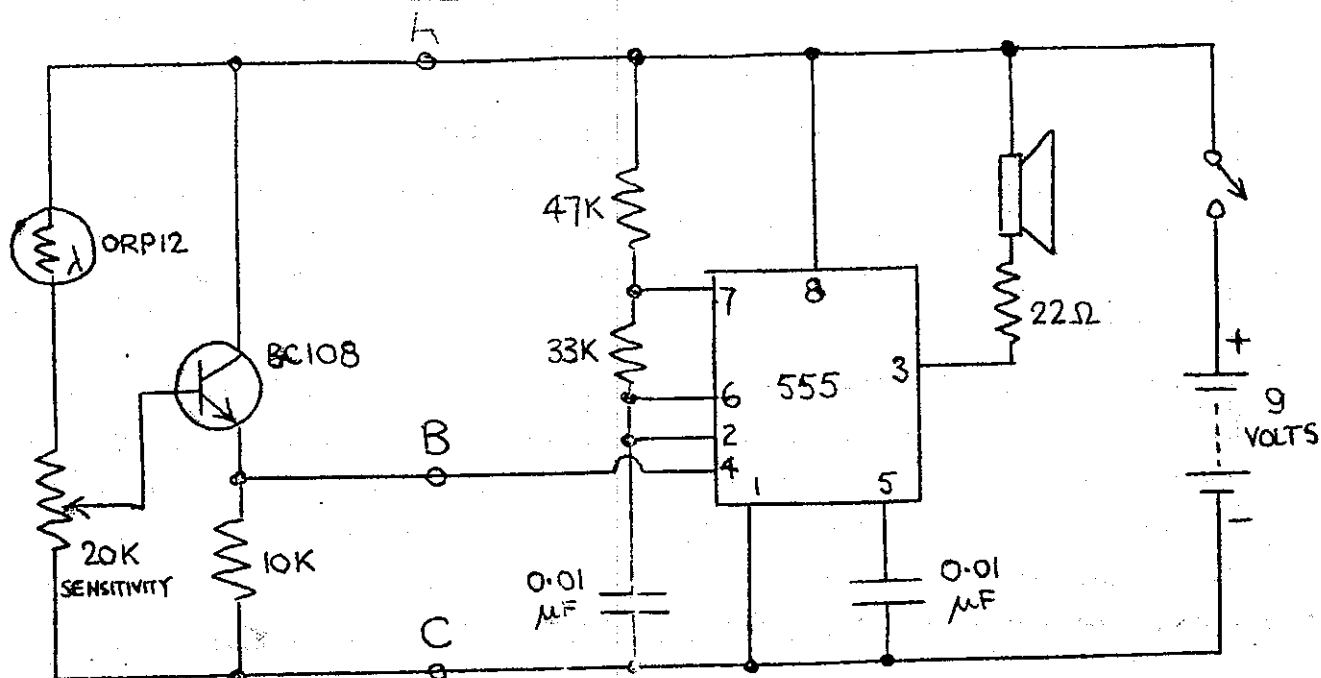 A
ORP12
47K
7
8
22Ω
BC108
33K
555
3
+
6
9
VOLTS
B
2
4
1
5
-
20K
SENSITIVITY
10K
0.01
μF
0.01
μF
C